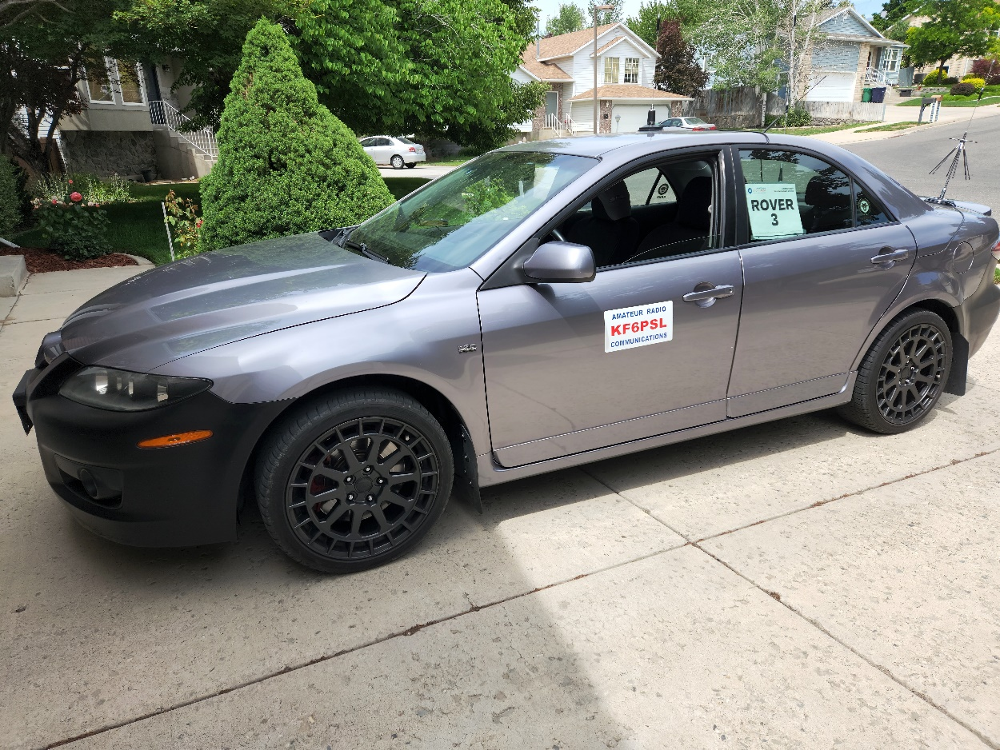 ROVER
3
AMATEUR RADIO
KF6PSL
COMMUNICATIONS